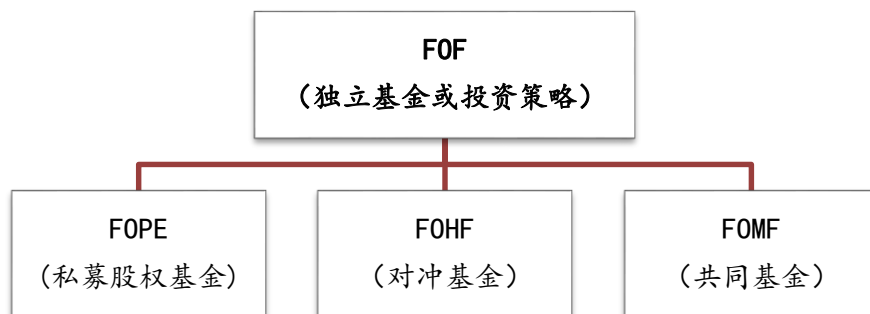 FOF
（独立基金或投资策略）
FOPE
(私募股权基金)
FOHF
(对冲基金）
FOMF
（共同基金）